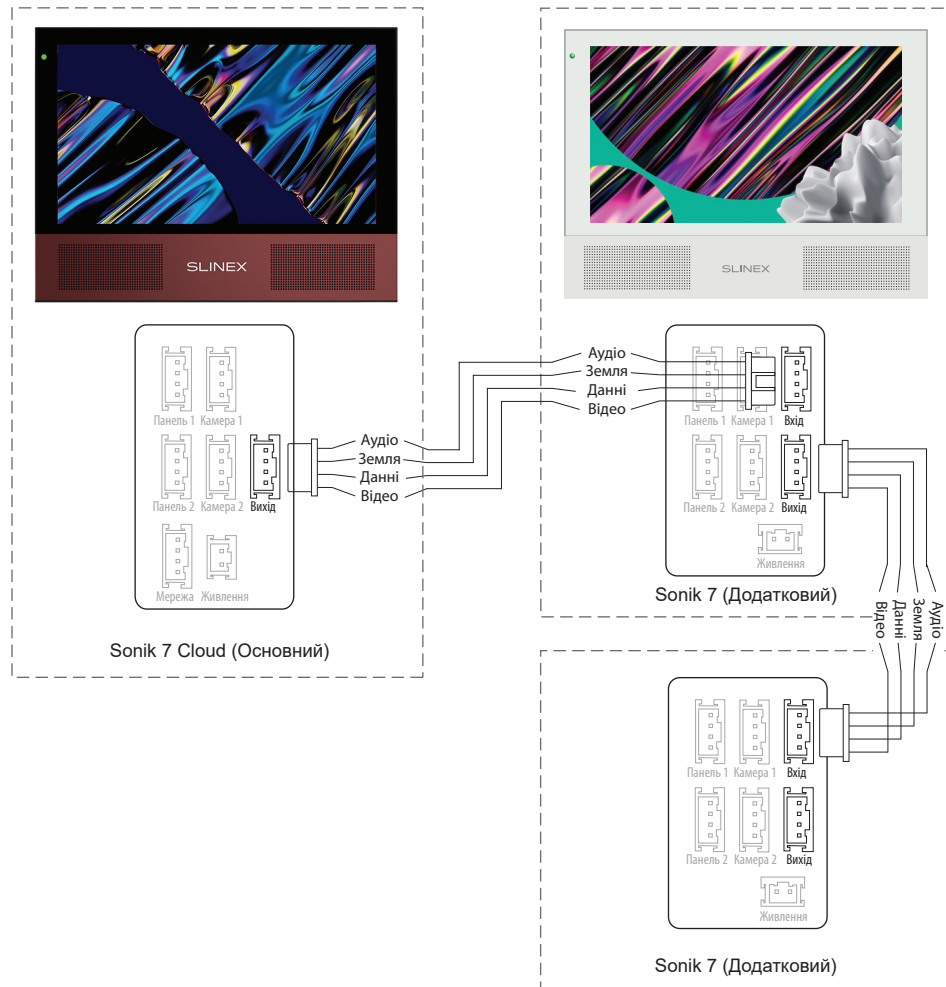 SLINEX
Панель 1 Камера 1
Панель 2 Камера 2 Вихід
Мережа Живлення
Аудіо
Земля
Данні
Відео
Sonik 7 Cloud (Основний)
SLINEX
Аудіо
Земля
Данні
Відео
Панель 1 Камера 1 Вхід
Панель 2 Камера 2 Вихід
Живлення
Sonik 7 (Додатковий)
Відео
Данні
Земля
Аудіо
Панель 1 Камера 1 Вхід
Панель 2 Камера 2 Вихід
Живлення
Sonik 7 (Додатковий)